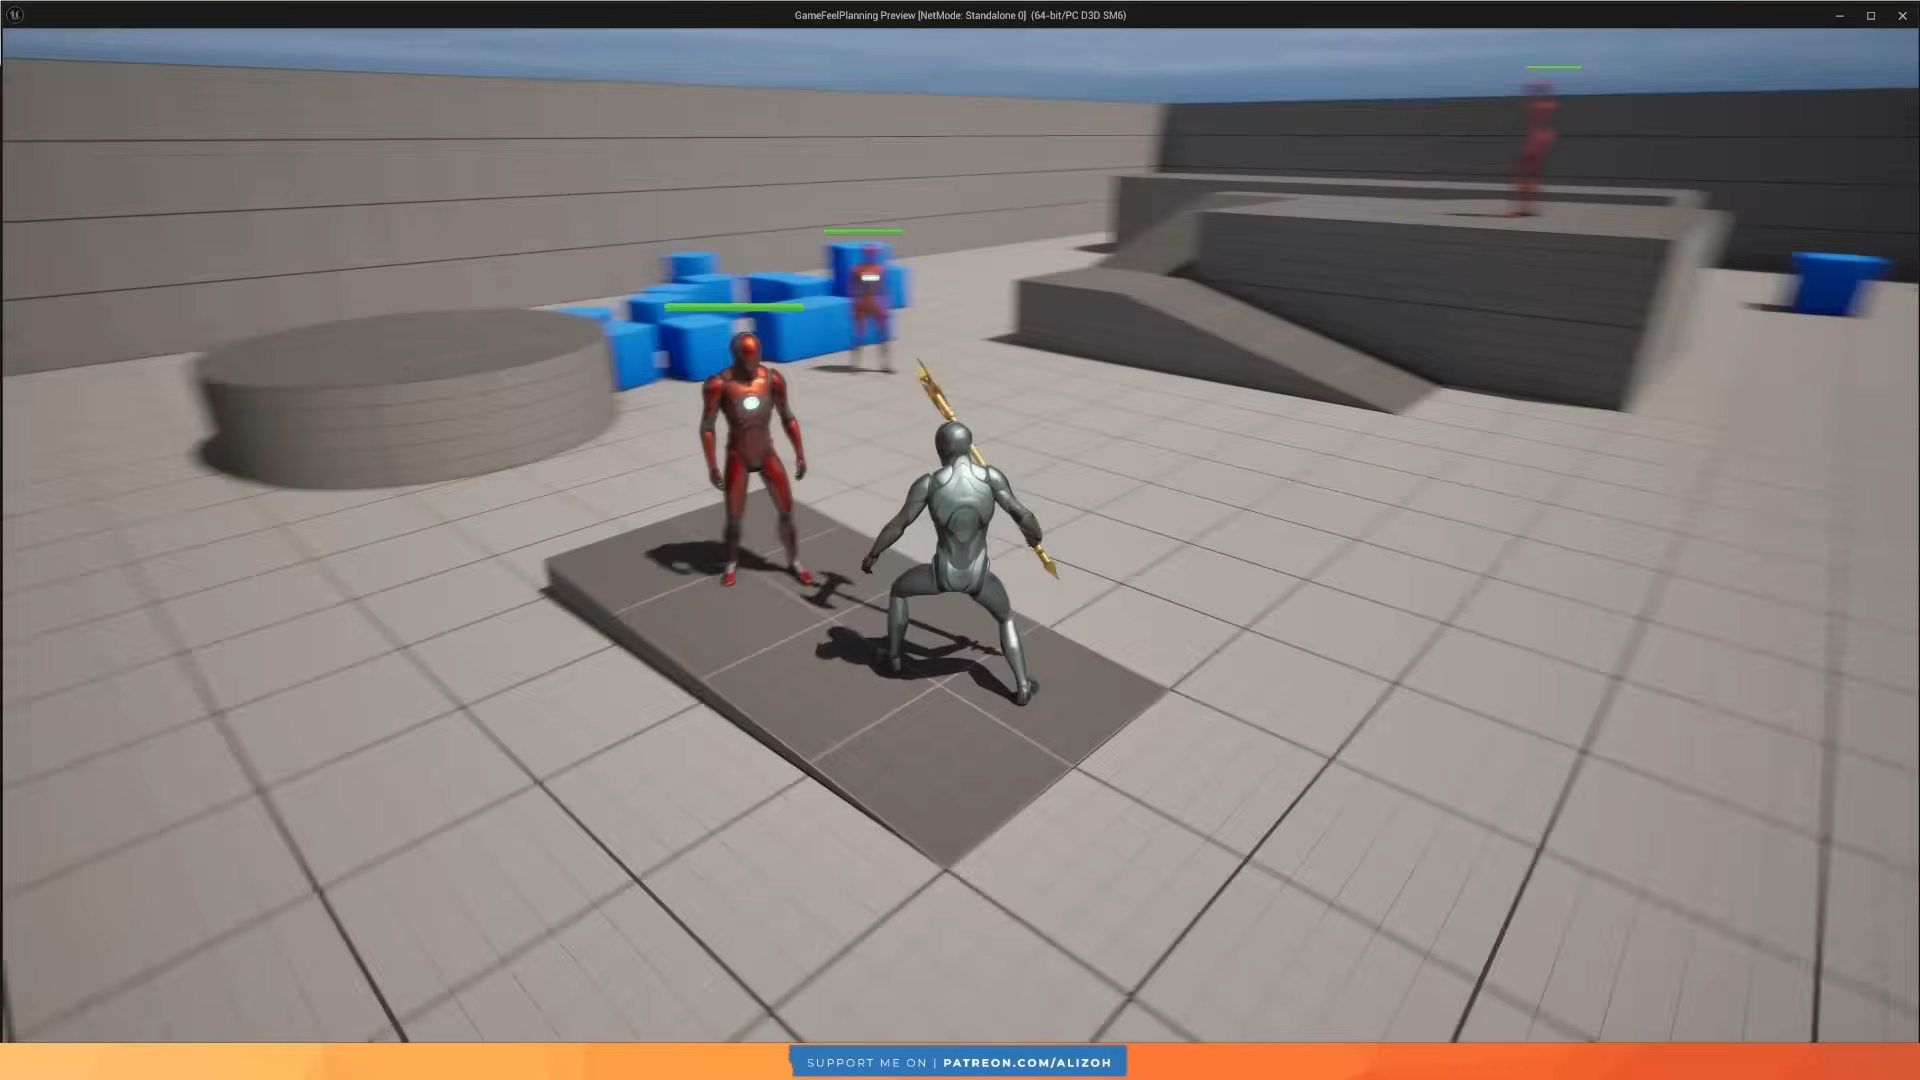 GameFeelPlanning Preview [NetMode: Standalone 0] (64-bit/PC D3D SM6)
SUPPORT ME ON | PATREON.COM/ALIZOH